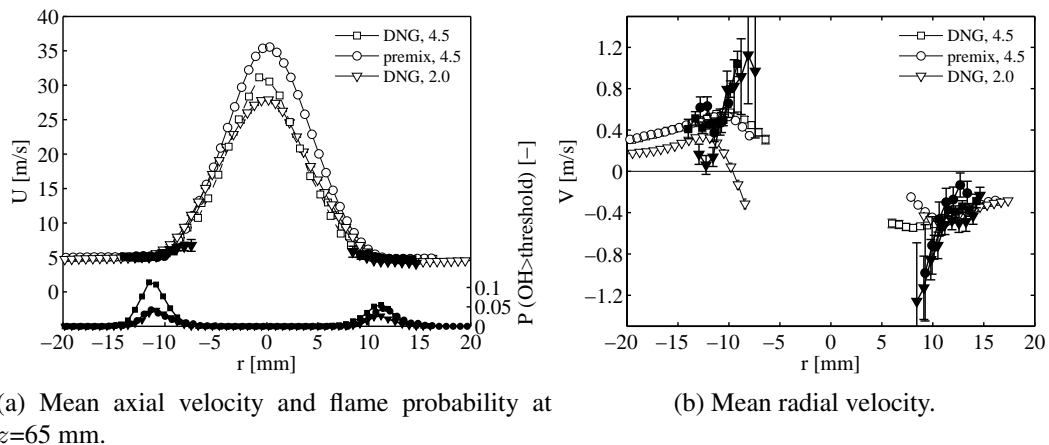 40
35
30
25
20
15
10
5
0
U [m/s]
DNG, 4.5
premix, 4.5
DNG, 2.0
0.1
0.05
0
P (OH>threshold) [−]
−20 −15 −10 −5 0 5 10 15 20
r [mm]
1.2
0.8
0.4
0
−0.4
−0.8
−1.2
V [m/s]
DNG, 4.5
premix, 4.5
DNG, 2.0
−20 −15 −10 −5 0 5 10 15 20
r [mm]
(a) Mean axial velocity and flame probability at
z=65 mm.
(b) Mean radial velocity.